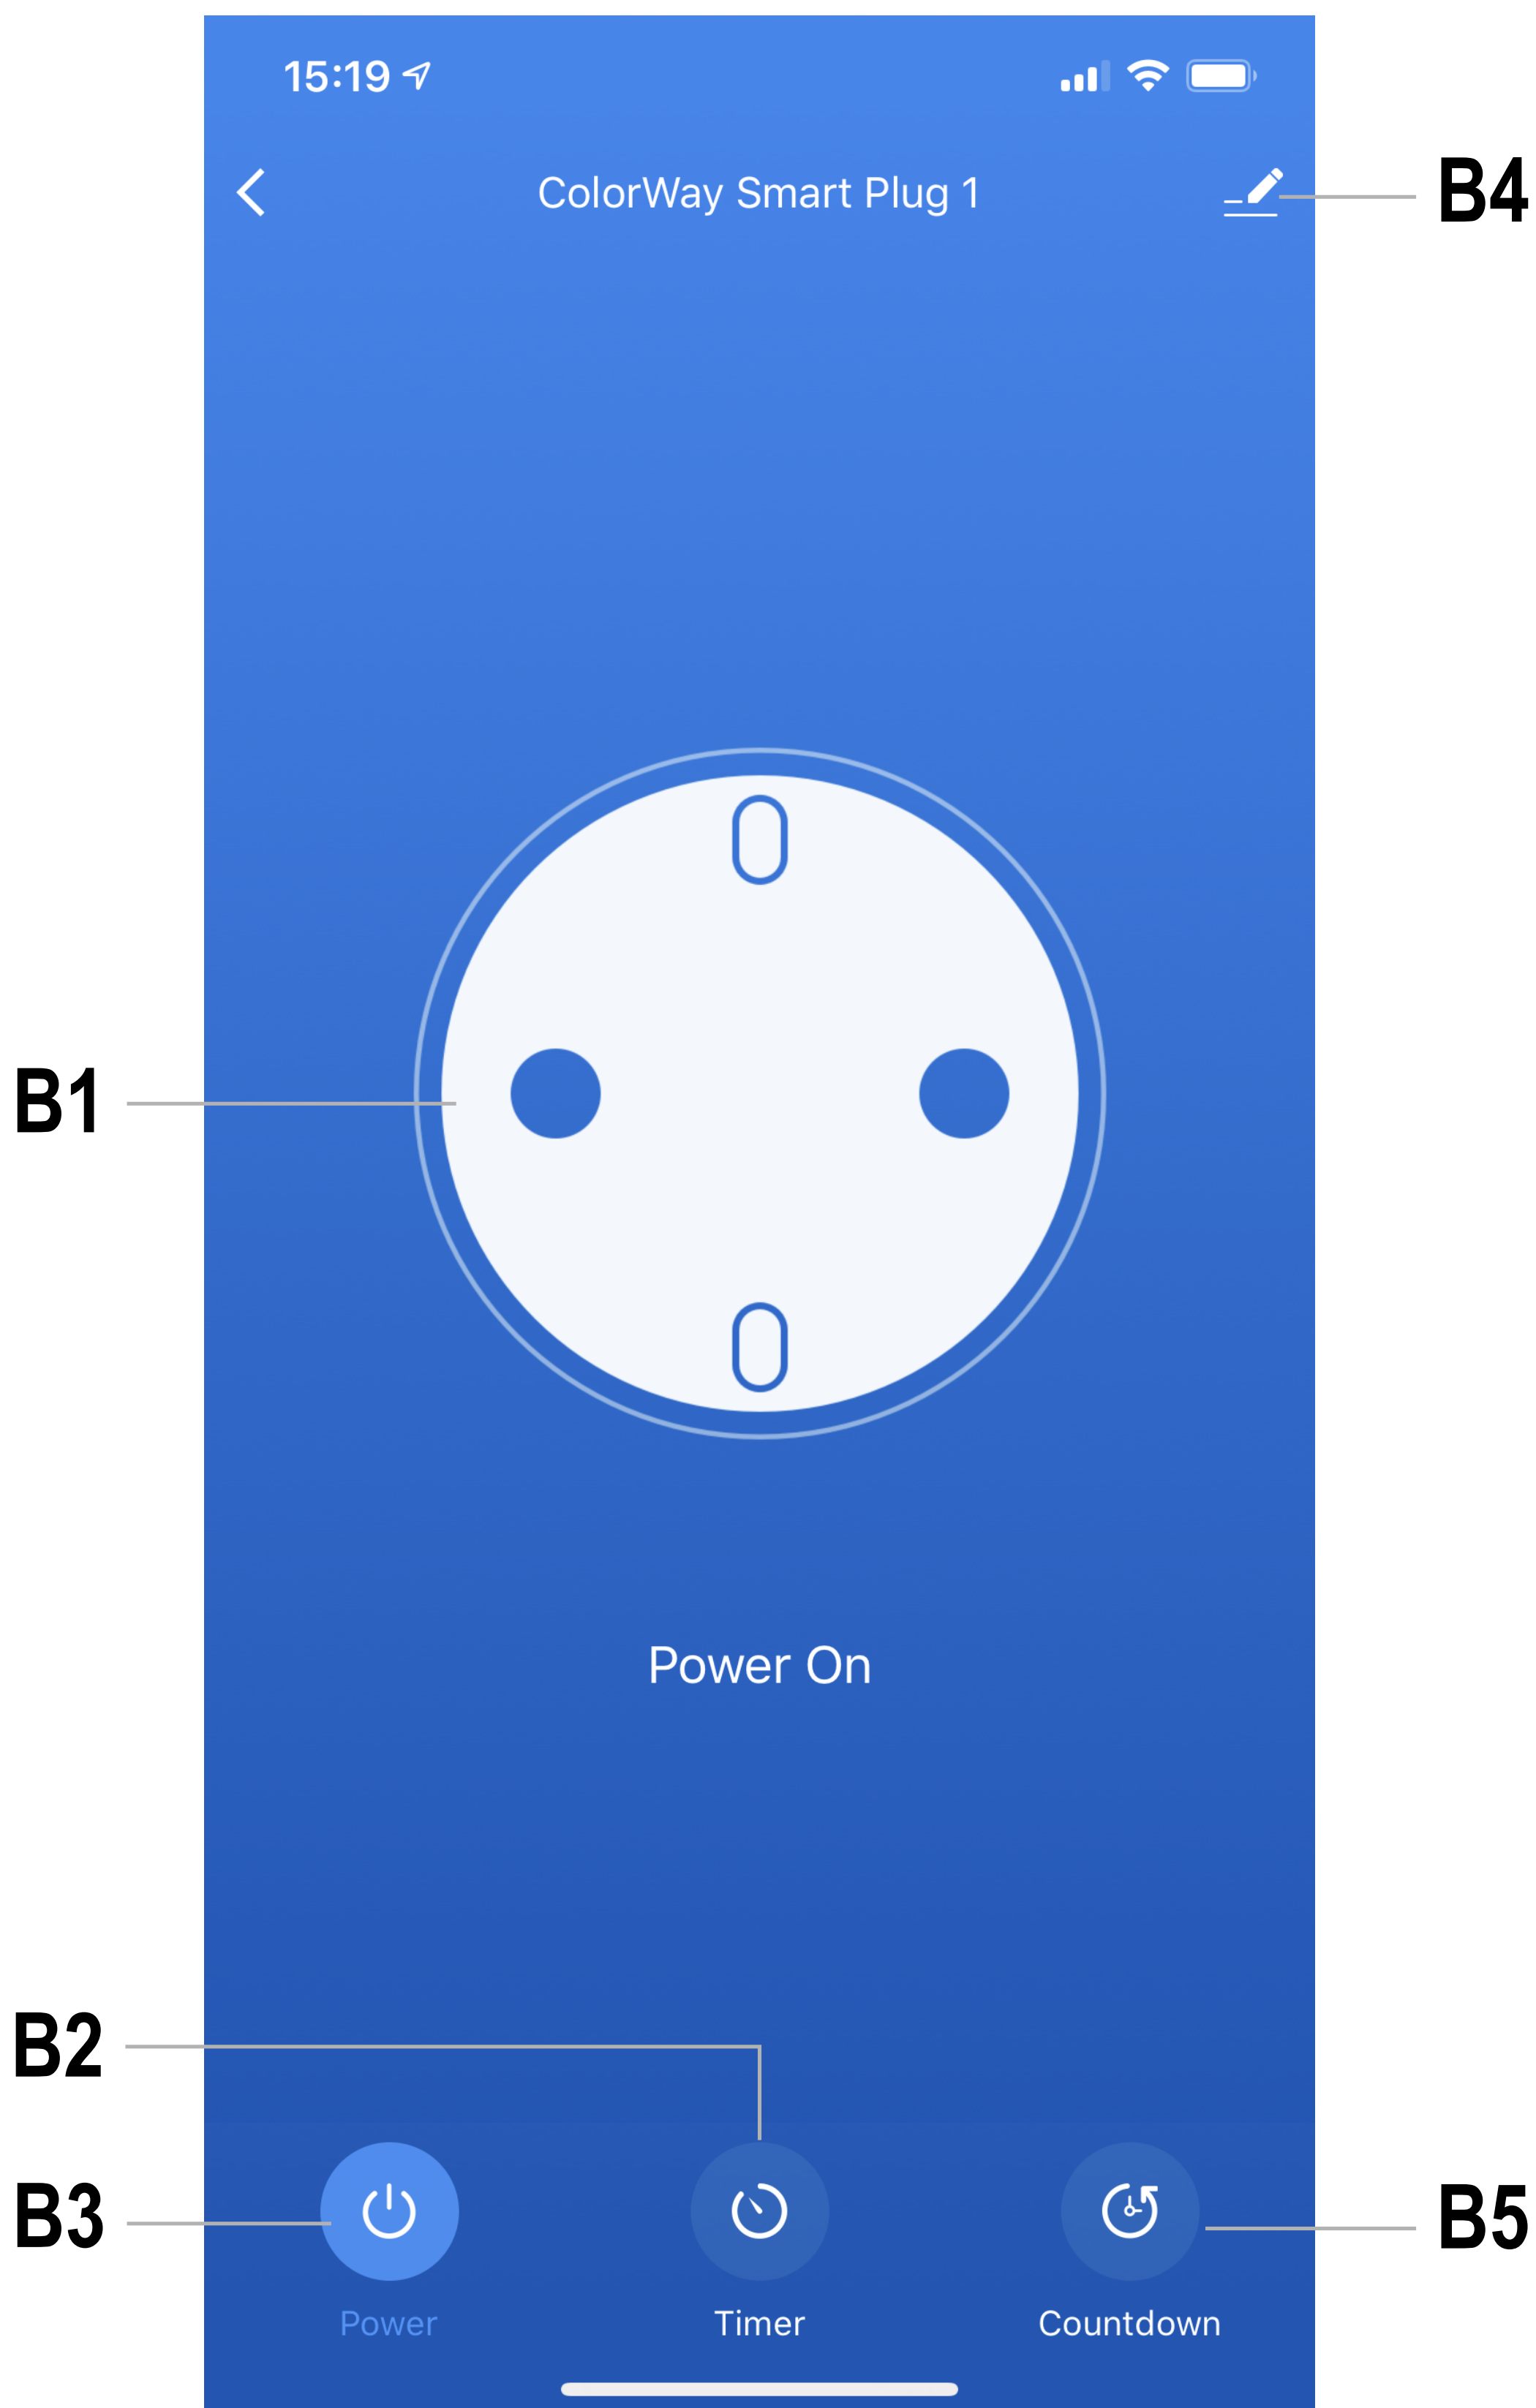 15:19
ColorWay Smart Plug 1
B4
B1
Power On
B2
B3
B5
Power
Timer
Countdown